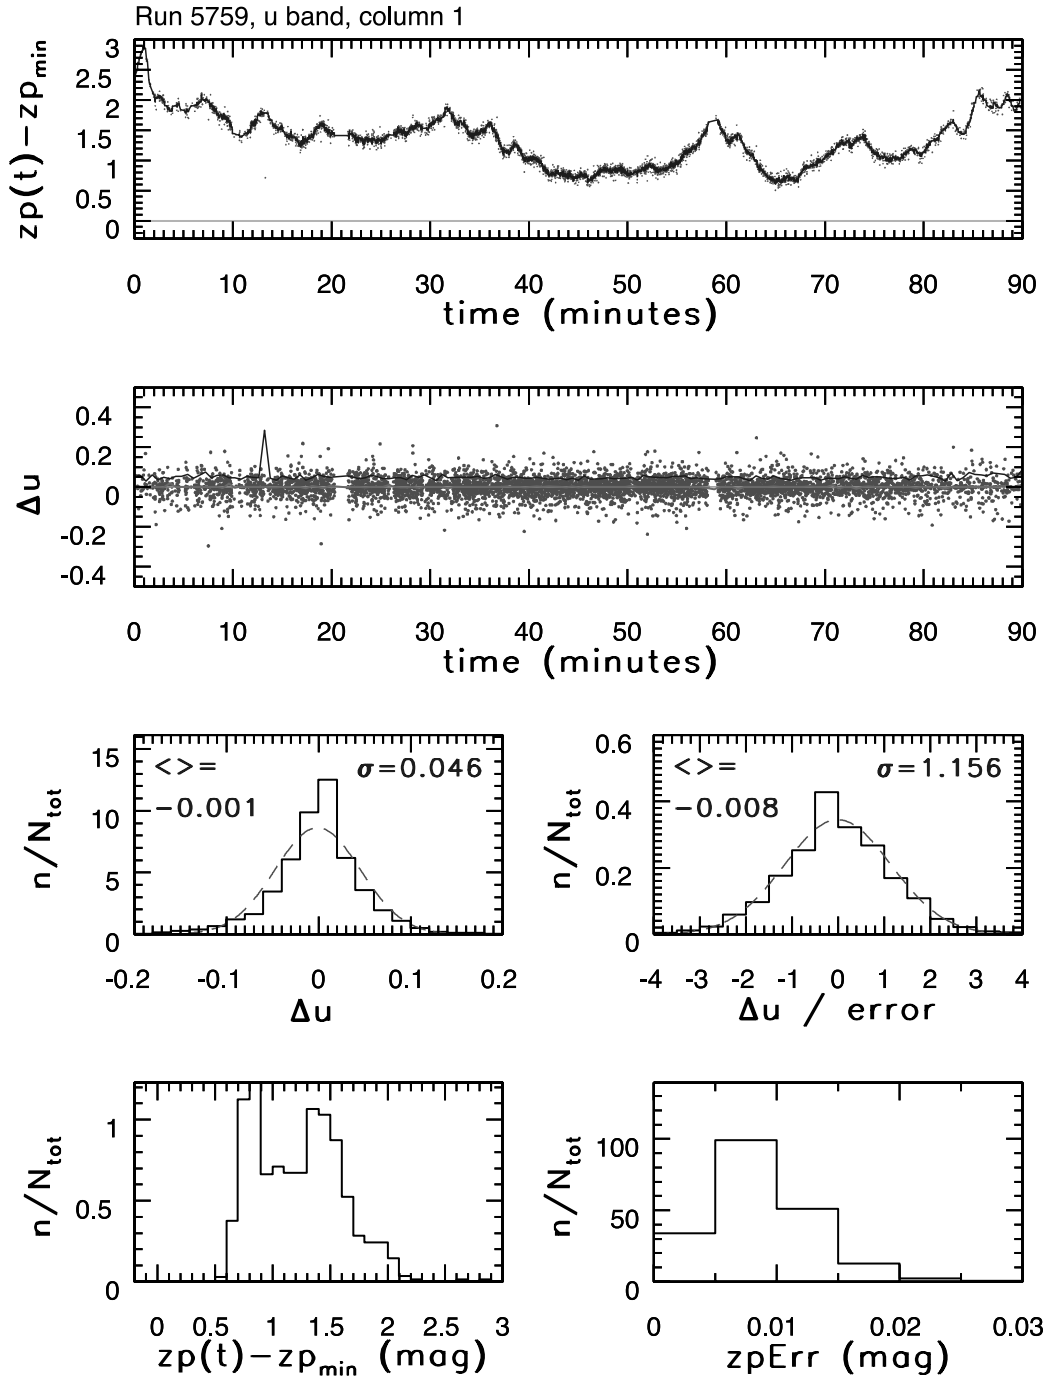 Run 5759, u band, column 1
zp(t)−zp_min
3
2.5
2
1.5
1
0.5
0
0 10 20 30 40 50 60 70 80 90
time (minutes)
Δu
0.4
0.2
0
-0.2
-0.4
0 10 20 30 40 50 60 70 80 90
time (minutes)
n/N_tot
15
10
5
0
<>=
−0.001
σ=0.046
-0.2 -0.1 0 0.1 0.2
Δu
n/N_tot
0.6
0.4
0.2
0
<>=
−0.008
σ=1.156
-4 -3 -2 -1 0 1 2 3 4
Δu / error
n/N_tot
1
0.5
0
0 0.5 1 1.5 2 2.5 3
zp(t)−zp_min (mag)
n/N_tot
100
50
0
0 0.01 0.02 0.03
zpErr (mag)